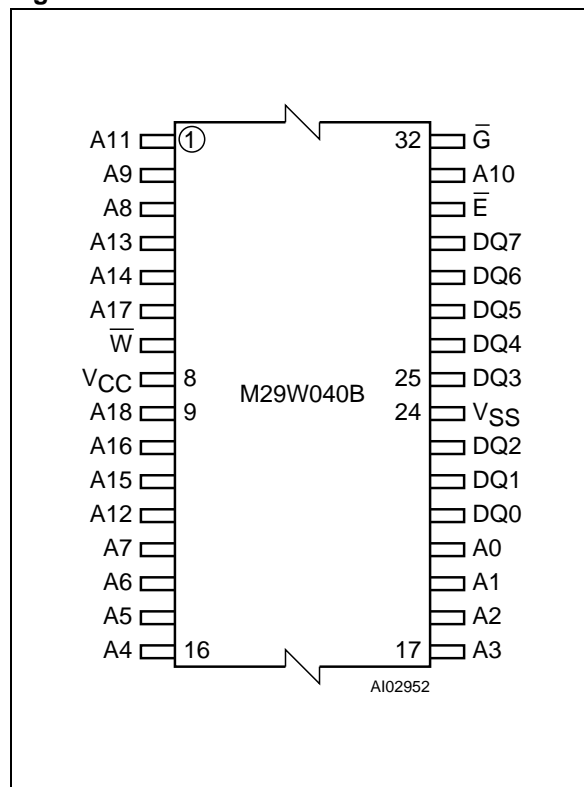 A11 1 32 G̅
A9 A10
A8 E̅
A13 DQ7
A14 DQ6
A17 DQ5
W̅ DQ4
VCC 8 25 DQ3
M29W040B
A18 9 24 VSS
A16 DQ2
A15 DQ1
A12 DQ0
A7 A0
A6 A1
A5 A2
A4 16 17 A3
AI02952